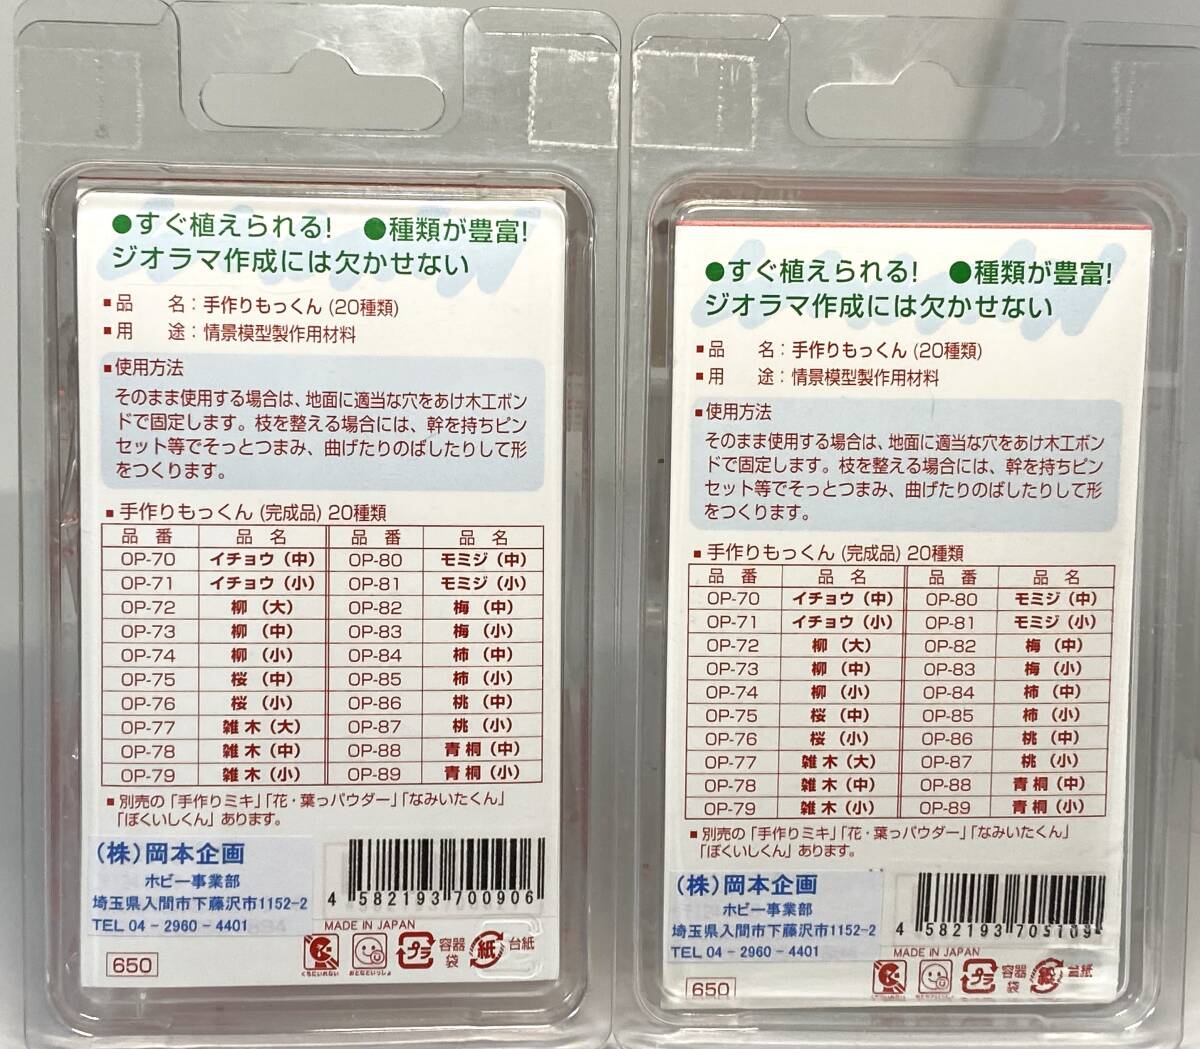 ●すぐ植えられる! ●種類が豊富!
ジオラマ作成には欠かせない
■品 名：手作りもっくん (20種類)
■用 途：情景模型製作用材料
■使用方法
そのまま使用する場合は、地面に適当な穴をあけ木工ボン
ドで固定します。枝を整える場合には、幹を持ちピン
セット等でそっとつまみ、曲げたりのばしたりして形
をつくります。
■手作りもっくん (完成品) 20種類
品 番 品 名 品 番 品 名
OP-70 イチョウ（中） OP-80 モミジ（中）
OP-71 イチョウ（小） OP-81 モミジ（小）
OP-72 柳（大） OP-82 梅（中）
OP-73 柳（中） OP-83 梅（小）
OP-74 柳（小） OP-84 柿（中）
OP-75 桜（中） OP-85 柿（小）
OP-76 桜（小） OP-86 桃（中）
OP-77 雑木（大） OP-87 桃（小）
OP-78 雑木（中） OP-88 青桐（中）
OP-79 雑木（小） OP-89 青桐（小）
■別売の「手作りミキ」「花・葉っパウダー」「なみいたくん」
「ぼくいしくん」あります。
（株）岡本企画
ホビー事業部
埼玉県入間市下藤沢市1152-2
TEL 04－2960－4401
4 582193 700906
MADE IN JAPAN
くちにいれない おとなといっしょ プラ 容器 袋 紙 台紙
650
●すぐ植えられる! ●種類が豊富!
ジオラマ作成には欠かせない
■品 名：手作りもっくん (20種類)
■用 途：情景模型製作用材料
■使用方法
そのまま使用する場合は、地面に適当な穴をあけ木工ボン
ドで固定します。枝を整える場合には、幹を持ちピン
セット等でそっとつまみ、曲げたりのばしたりして形
をつくります。
■手作りもっくん (完成品) 20種類
品 番 品 名 品 番 品 名
OP-70 イチョウ（中） OP-80 モミジ（中）
OP-71 イチョウ（小） OP-81 モミジ（小）
OP-72 柳（大） OP-82 梅（中）
OP-73 柳（中） OP-83 梅（小）
OP-74 柳（小） OP-84 柿（中）
OP-75 桜（中） OP-85 柿（小）
OP-76 桜（小） OP-86 桃（中）
OP-77 雑木（大） OP-87 桃（小）
OP-78 雑木（中） OP-88 青桐（中）
OP-79 雑木（小） OP-89 青桐（小）
■別売の「手作りミキ」「花・葉っパウダー」「なみいたくん」
「ぼくいしくん」あります。
（株）岡本企画
ホビー事業部
埼玉県入間市下藤沢市1152-2
TEL 04－2960－4401
4 582193
MADE IN JAPAN
プラ 容器 袋 紙 台紙
650